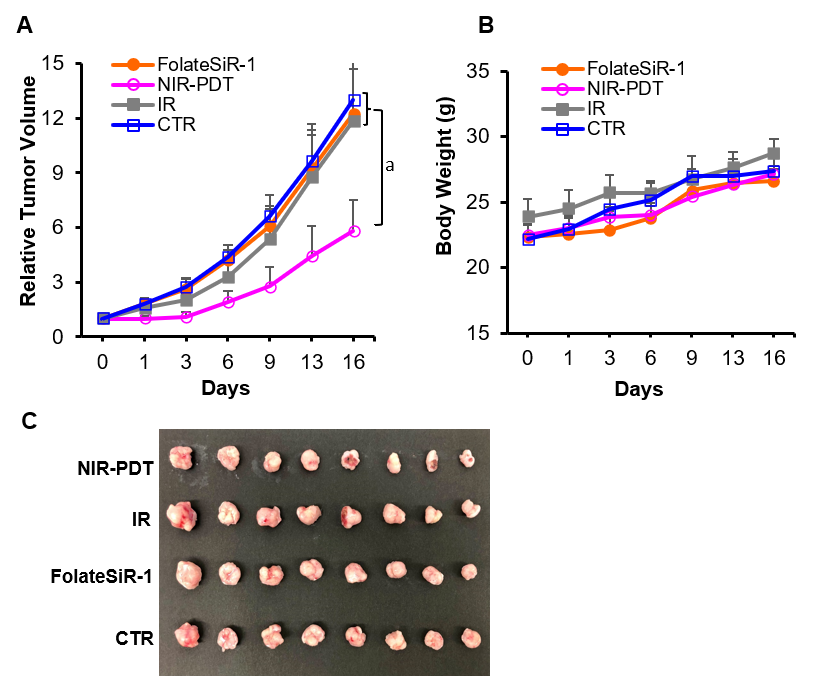 A
Relative Tumor Volume
15
12
9
6
3
0
FolateSiR-1
NIR-PDT
IR
CTR
a
0 1 3 6 9 13 16
Days
B
Body Weight (g)
35
30
25
20
15
FolateSiR-1
NIR-PDT
IR
CTR
0 1 3 6 9 13 16
Days
C
NIR-PDT
IR
FolateSiR-1
CTR